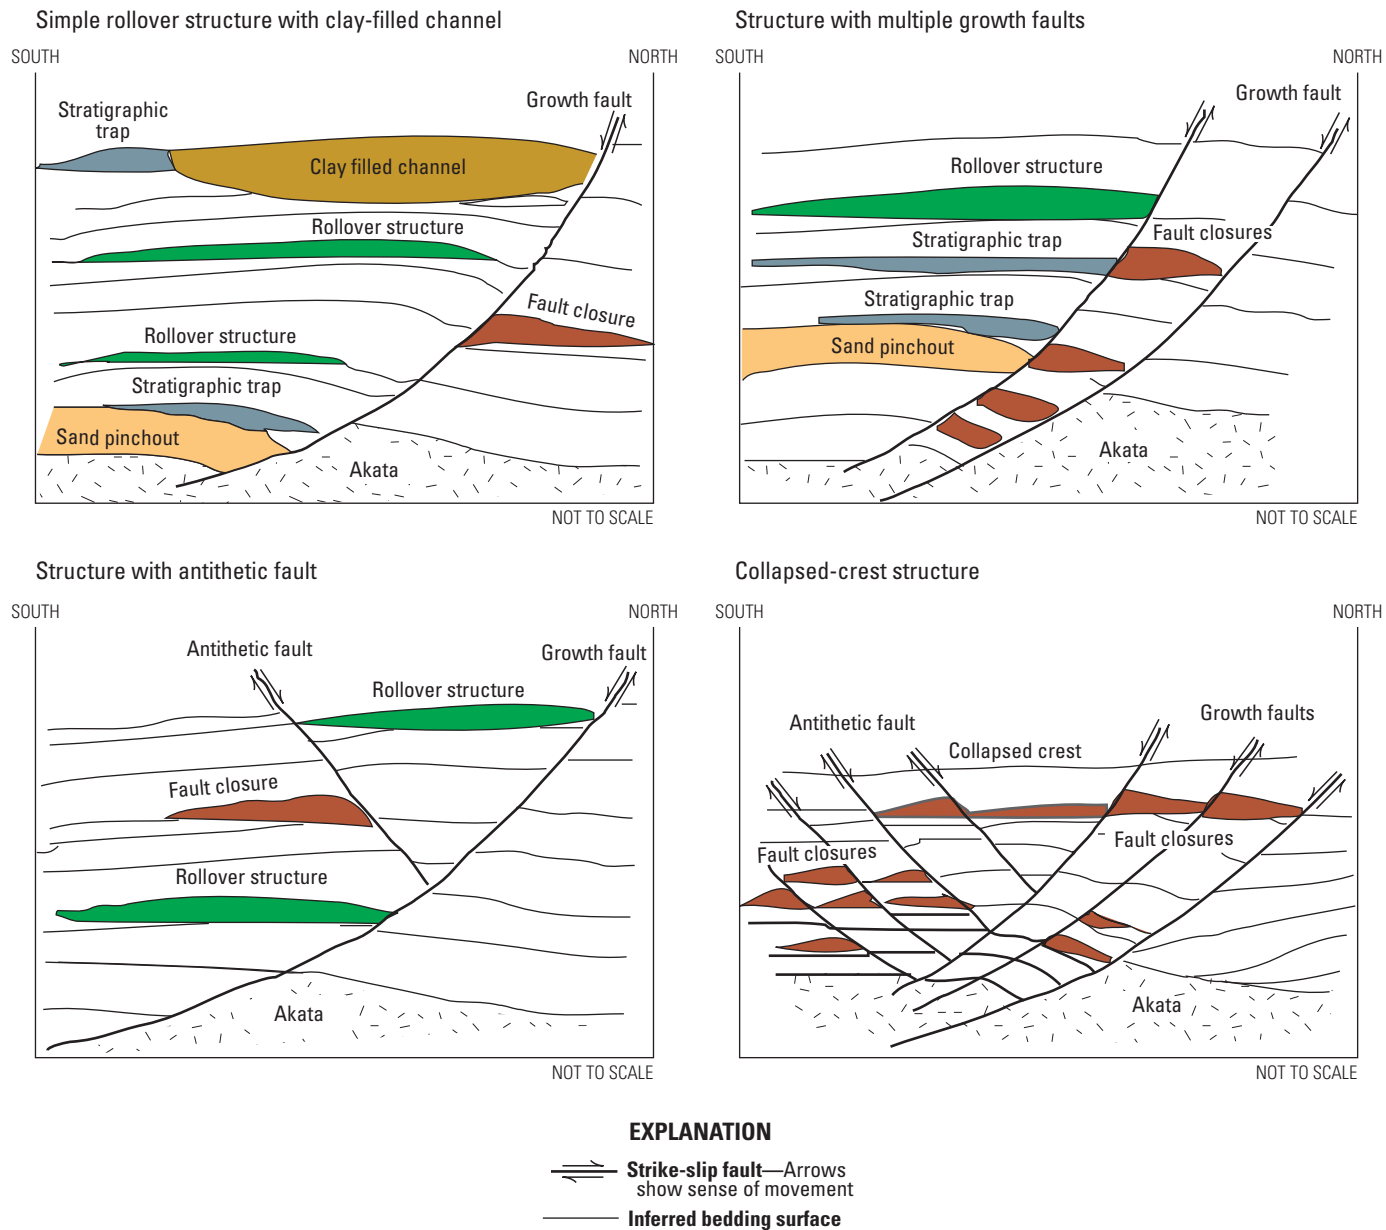 Simple rollover structure with clay-filled channel
SOUTH
NORTH
Stratigraphic
trap
Growth fault
Clay filled channel
Rollover structure
Fault closure
Rollover structure
Stratigraphic trap
Sand pinchout
Akata
NOT TO SCALE
Structure with multiple growth faults
SOUTH
NORTH
Growth fault
Rollover structure
Fault closures
Stratigraphic trap
Stratigraphic trap
Sand pinchout
Akata
NOT TO SCALE
Structure with antithetic fault
SOUTH
NORTH
Antithetic fault
Growth fault
Rollover structure
Fault closure
Rollover structure
Akata
NOT TO SCALE
Collapsed-crest structure
SOUTH
NORTH
Antithetic fault
Growth faults
Collapsed crest
Fault closures
Fault closures
Akata
NOT TO SCALE
EXPLANATION
Strike-slip fault—Arrows
show sense of movement
Inferred bedding surface